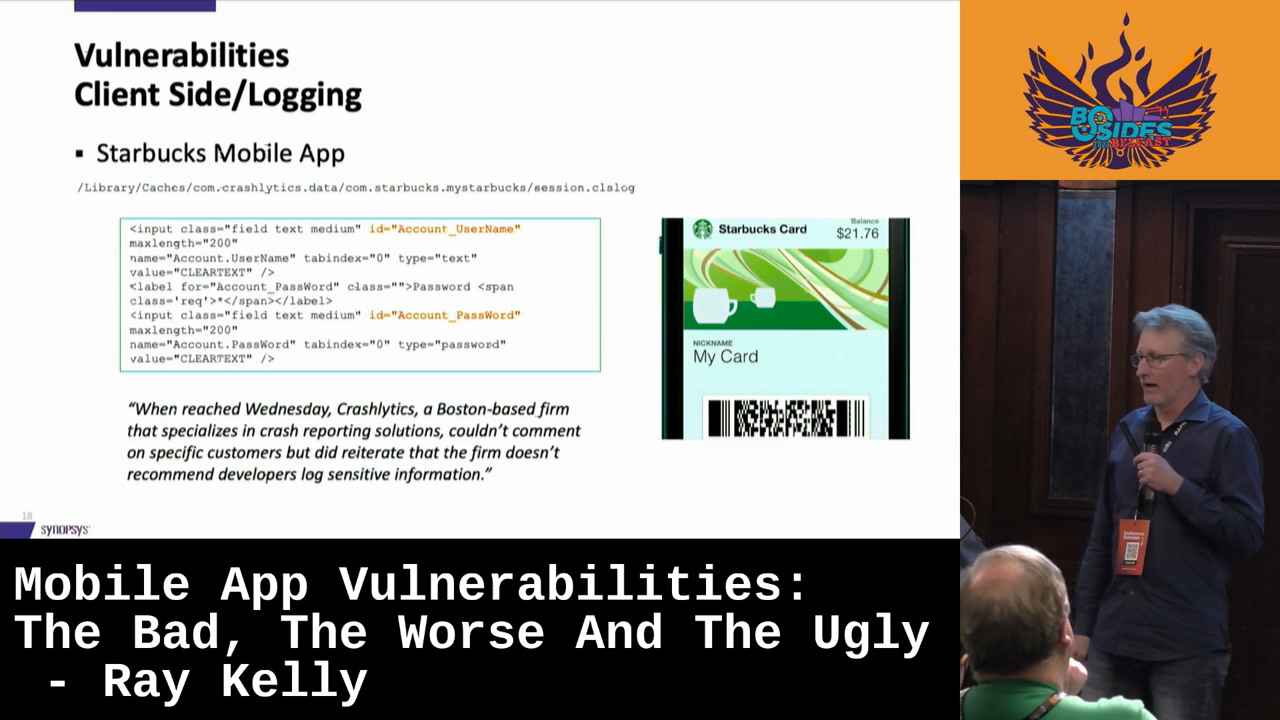 Vulnerabilities
Client Side/Logging
▪ Starbucks Mobile App
/Library/Caches/com.crashlytics.data/com.starbucks.mystarbucks/session.clslog
<input class="field text medium" id="Account_UserName"
maxlength="200"
name="Account.UserName" tabindex="0" type="text"
value="CLEARTEXT" />
<label for="Account_PassWord" class="">Password <span
class='req'>*</span></label>
<input class="field text medium" id="Account_PassWord"
maxlength="200"
name="Account.PassWord" tabindex="0" type="password"
value="CLEARTEXT" />
“When reached Wednesday, Crashlytics, a Boston-based firm
that specializes in crash reporting solutions, couldn’t comment
on specific customers but did reiterate that the firm doesn’t
recommend developers log sensitive information.”
Balance
Starbucks Card $21.76
NICKNAME
My Card
18
SYNOPSYS
BSIDES
BELFAST
Conference
Schedule
Mobile App Vulnerabilities:
The Bad, The Worse And The Ugly
- Ray Kelly